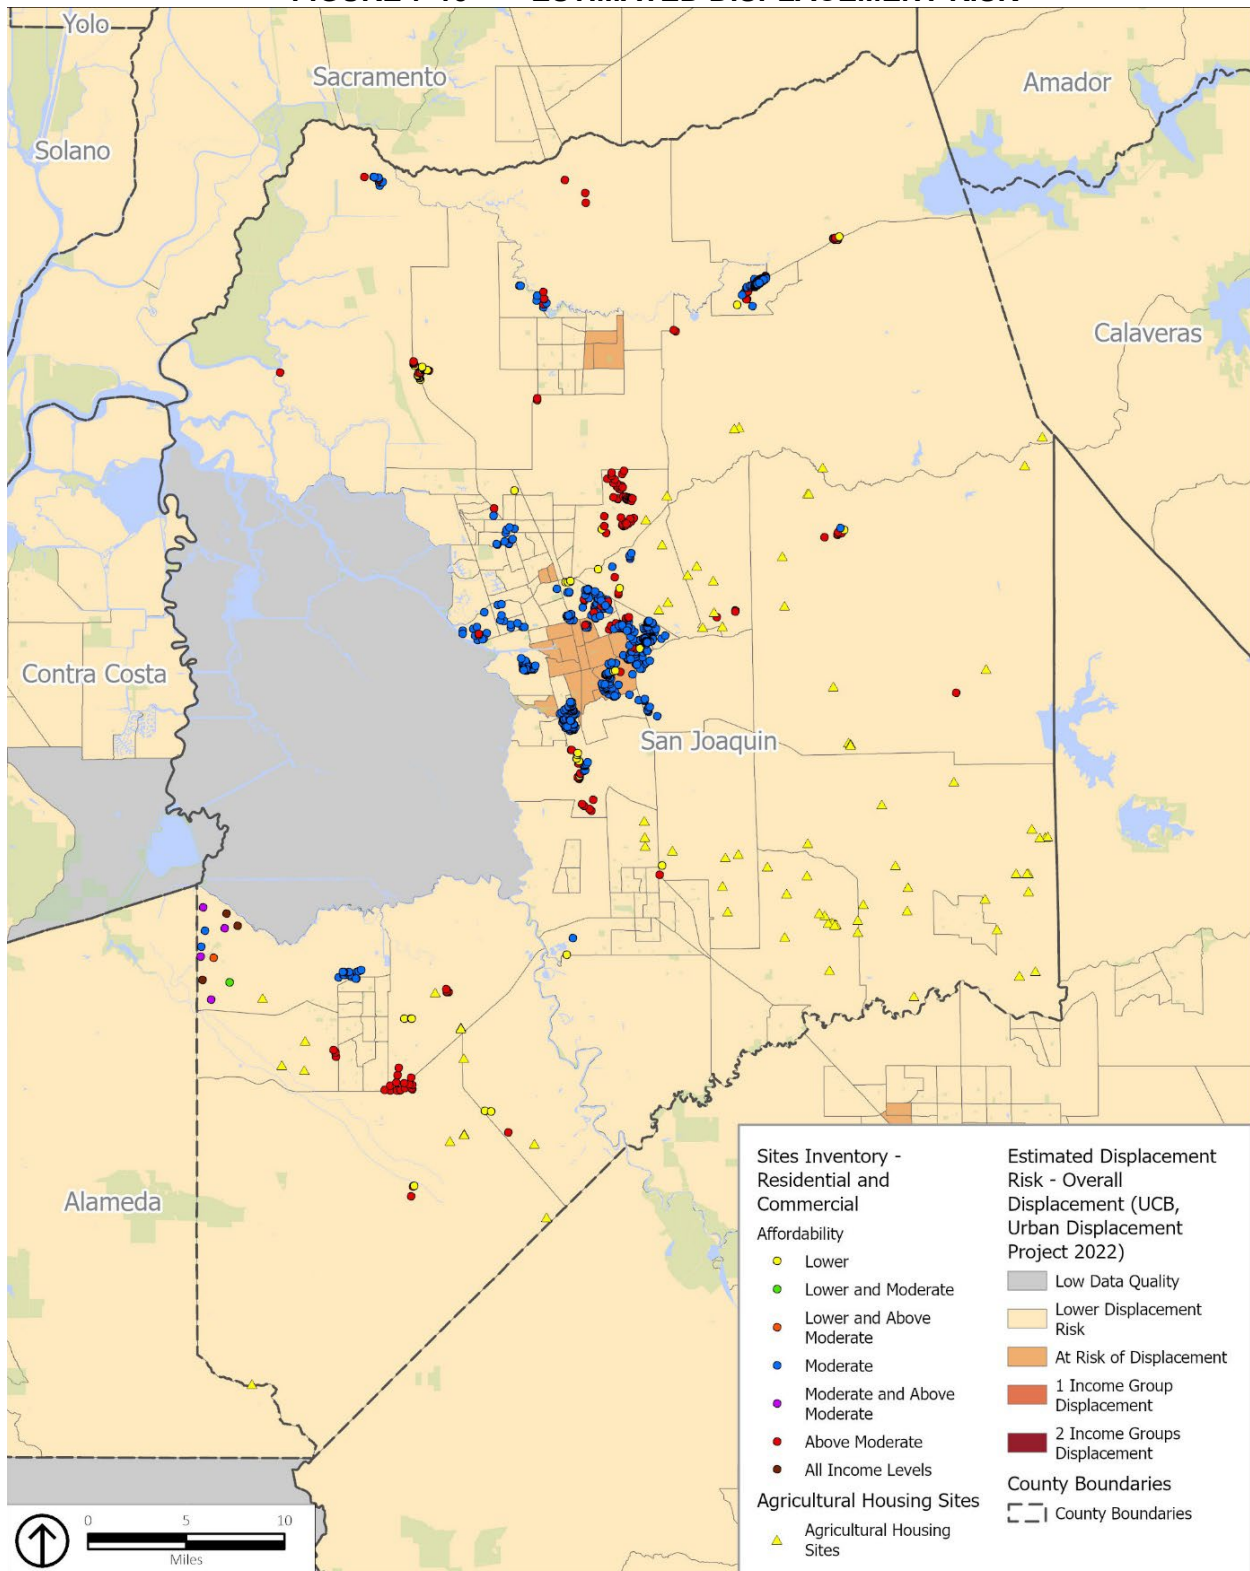 Yolo
Sacramento
Amador
Solano
Calaveras
Contra Costa
San Joaquin
Alameda
Sites Inventory -
Residential and
Commercial
Affordability
Lower
Lower and Moderate
Lower and Above
Moderate
Moderate
Moderate and Above
Moderate
Above Moderate
All Income Levels
Agricultural Housing Sites
Agricultural Housing
Sites
Estimated Displacement
Risk - Overall
Displacement (UCB,
Urban Displacement
Project 2022)
Low Data Quality
Lower Displacement
Risk
At Risk of Displacement
1 Income Group
Displacement
2 Income Groups
Displacement
County Boundaries
County Boundaries
0 5 10
Miles